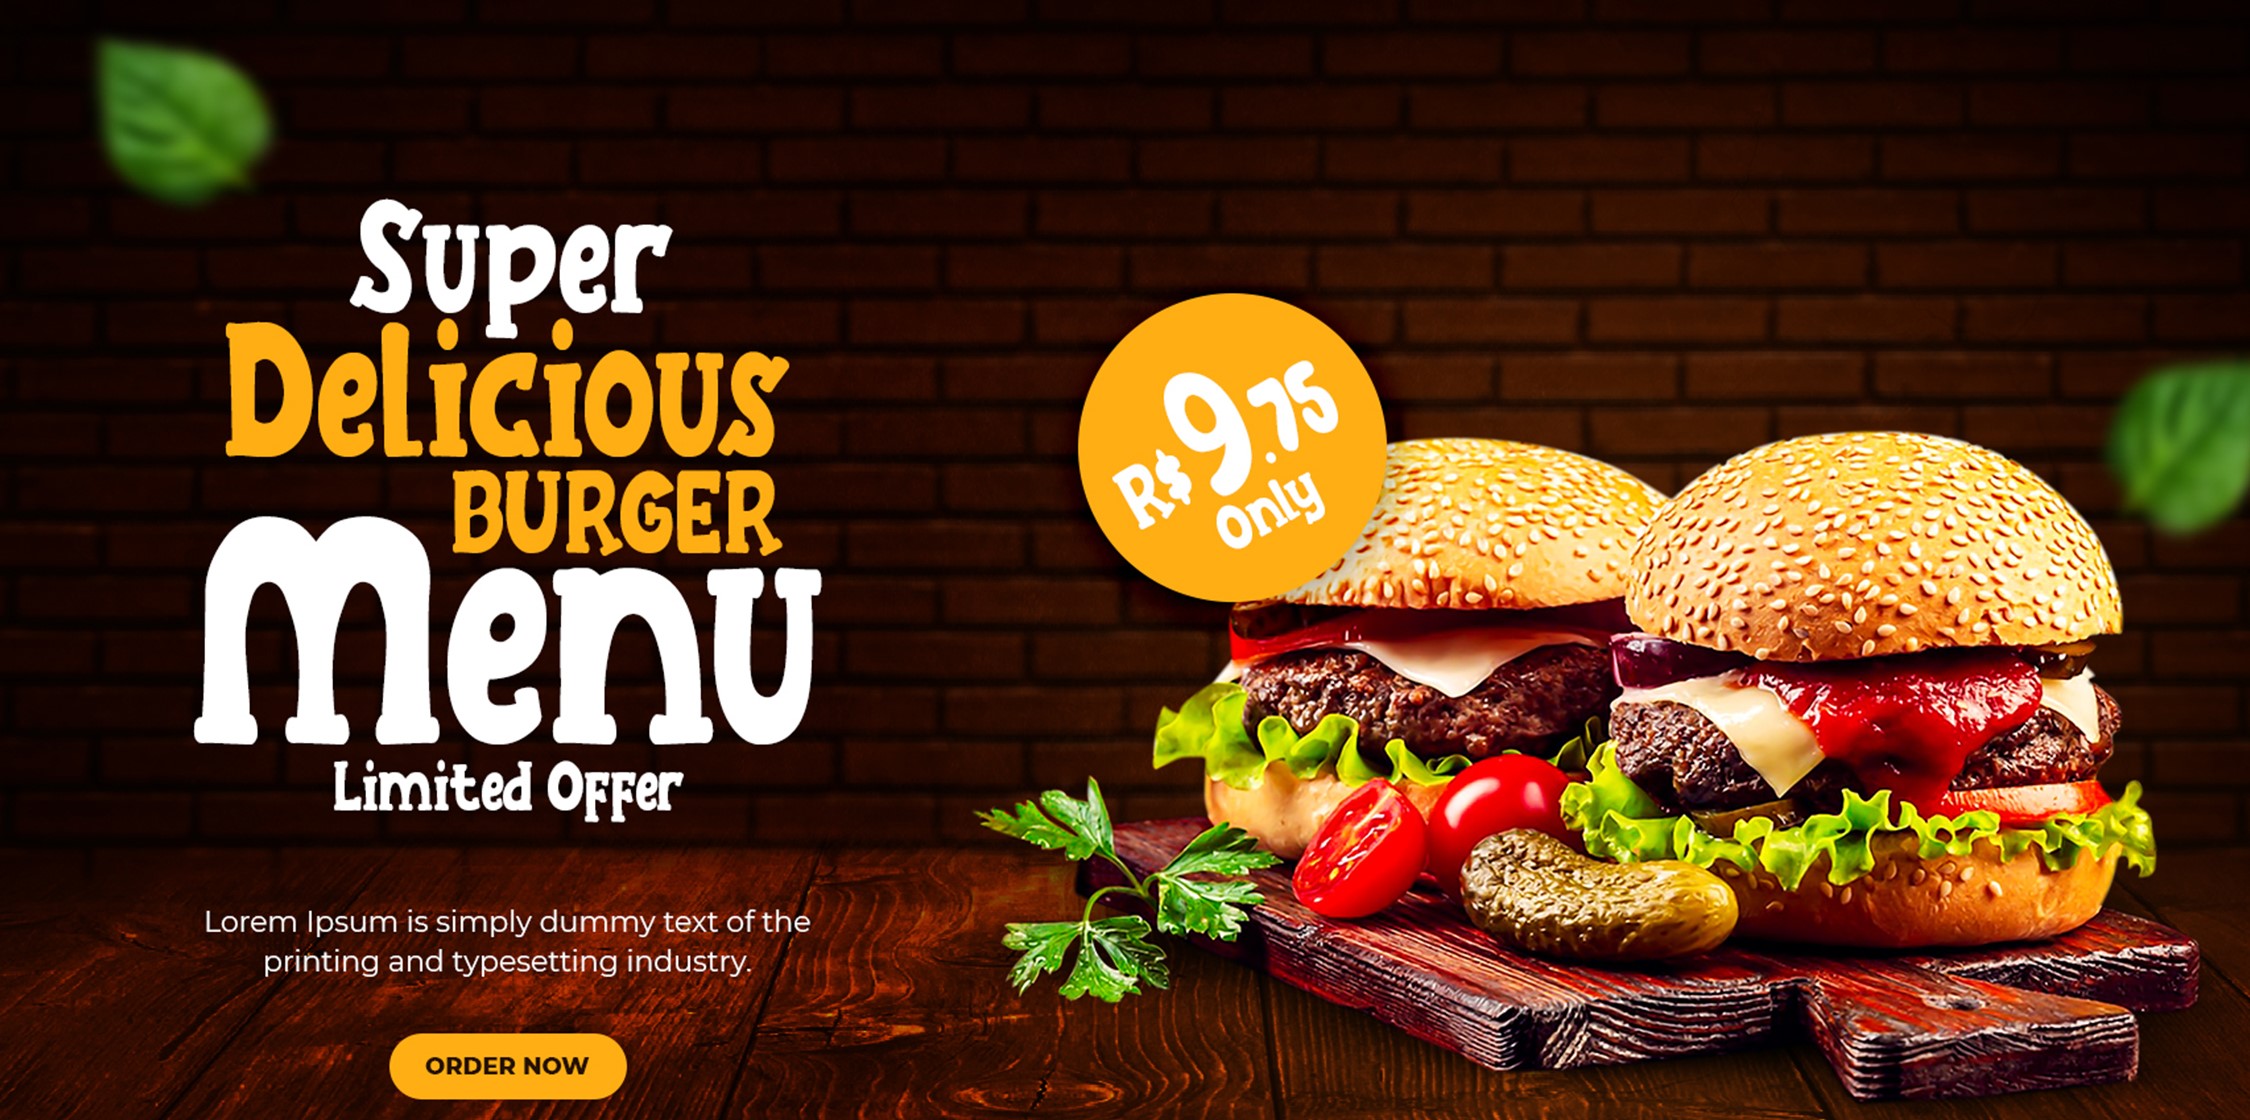 Super
Delicious
BURGER
Menu
Limited Offer
R$9.75
Only
Lorem Ipsum is simply dummy text of the
printing and typesetting industry.
ORDER NOW